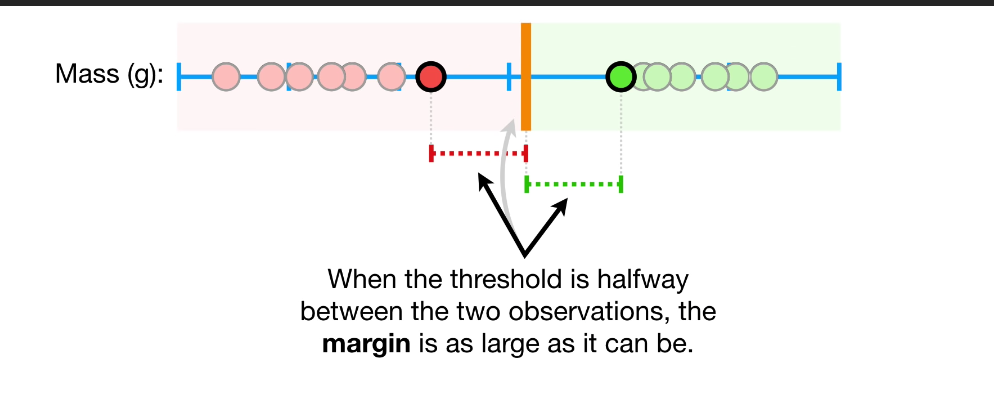 Mass (g):
When the threshold is halfway
between the two observations, the
margin is as large as it can be.